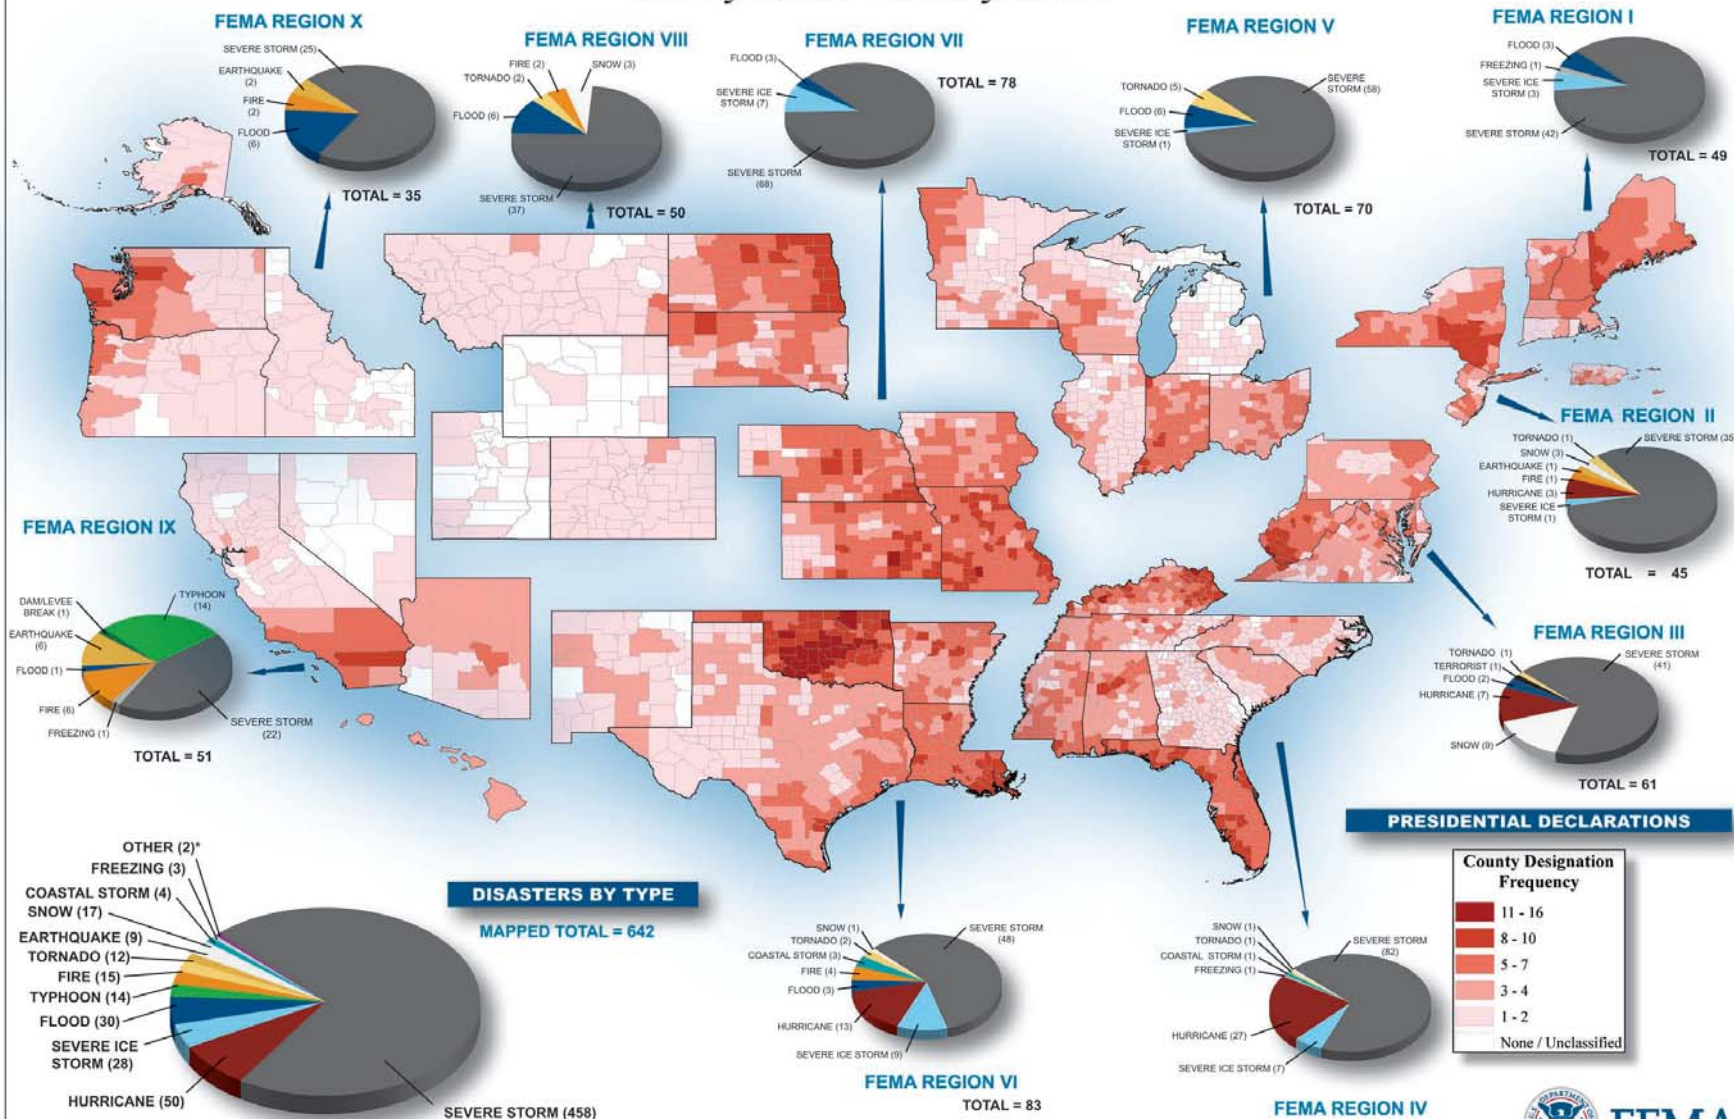 FEMA REGION X
SEVERE STORM (25)
EARTHQUAKE
(2)
FIRE
(2)
FLOOD
(6)
TOTAL = 35
FEMA REGION VIII
FIRE (2)
SNOW (3)
TORNADO (2)
FLOOD (6)
SEVERE STORM
(37)
TOTAL = 50
FEMA REGION VII
FLOOD (3)
TOTAL = 78
SEVERE ICE
STORM (7)
SEVERE STORM
(68)
FEMA REGION V
SEVERE
STORM (58)
TORNADO (5)
FLOOD (6)
SEVERE ICE
STORM (1)
TOTAL = 70
FEMA REGION I
FLOOD (3)
FREEZING (1)
SEVERE ICE
STORM (3)
SEVERE STORM (42)
TOTAL = 49
FEMA REGION II
TORNADO (1)
SEVERE STORM (35
SNOW (3)
EARTHQUAKE (1)
FIRE (1)
HURRICANE (3)
SEVERE ICE
STORM (1)
TOTAL = 45
FEMA REGION IX
DAM/LEVEE
BREAK (1)
TYPHOON
(14)
EARTHQUAKE
(6)
FLOOD (1)
FIRE (6)
FREEZING (1)
SEVERE STORM
(22)
TOTAL = 51
FEMA REGION III
TORNADO (1)
SEVERE STORM
(41)
TERRORIST (1)
FLOOD (2)
HURRICANE (7)
SNOW (9)
TOTAL = 61
PRESIDENTIAL DECLARATIONS
County Designation
Frequency
11 - 16
8 - 10
5 - 7
3 - 4
1 - 2
None / Unclassified
DISASTERS BY TYPE
MAPPED TOTAL = 642
OTHER (2)*
FREEZING (3)
COASTAL STORM (4)
SNOW (17)
EARTHQUAKE (9)
TORNADO (12)
FIRE (15)
TYPHOON (14)
FLOOD (30)
SEVERE ICE
STORM (28)
HURRICANE (50)
SEVERE STORM (458)
SNOW (1)
TORNADO (2)
SEVERE STORM
(48)
COASTAL STORM (3)
FIRE (4)
FLOOD (3)
HURRICANE (13)
SEVERE ICE STORM (9)
FEMA REGION VI
TOTAL = 83
SNOW (1)
TORNADO (1)
SEVERE STORM
(82)
COASTAL STORM (1)
FREEZING (1)
HURRICANE (27)
SEVERE ICE STORM (7)
FEMA REGION IV